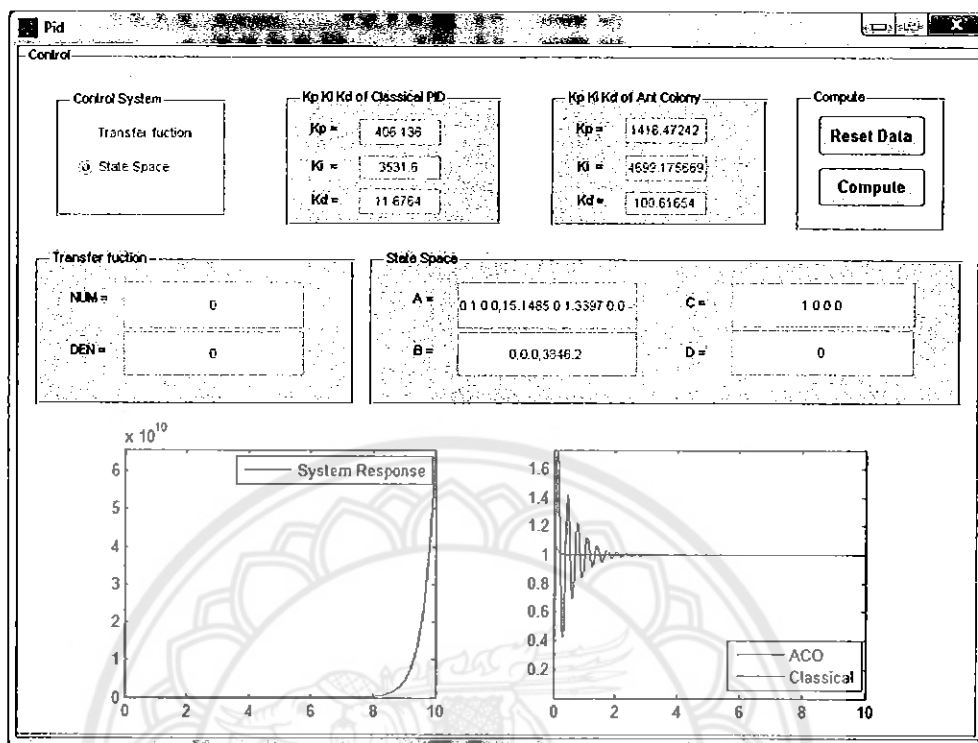 Pid
Control
Control System
Transfer fuction
State Space
Kp Ki Kd of Classical PID
Kp = 406.136
Ki = 3531.6
Kd = 11.6764
Kp Ki Kd of Ant Colony
Kp = 1416.47242
Ki = 4699.175669
Kd = 100.61654
Compute
Reset Data
Compute
Transfer fuction
NUM = 0
DEN = 0
State Space
A = 0 1 0 0,15.1485 0 1.3397 0,0 -
B = 0,0,0,3846.2
C = 1 0 0 0
D = 0
x 10^10
System Response
6
5
4
3
2
1
0
0 2 4 6 8 10
1.6
1.4
1.2
1
0.8
0.6
0.4
0.2
ACO
Classical
0 2 4 6 8 10